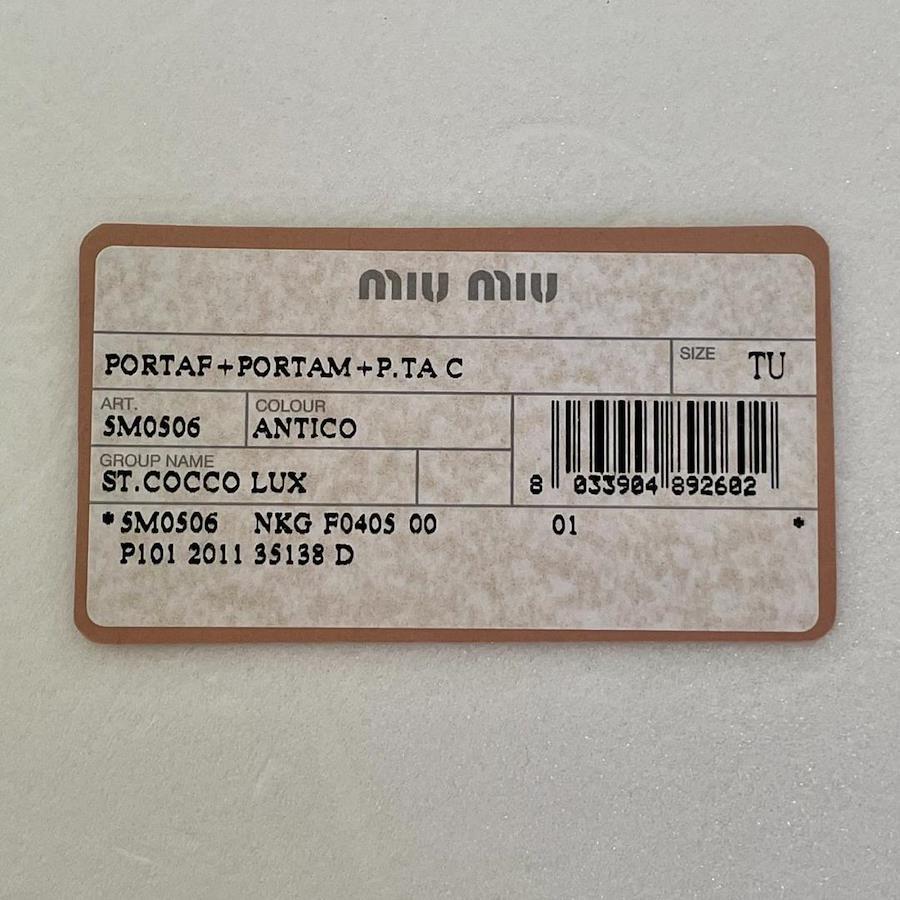 miu miu
PORTAF+PORTAM+P.TA C
SIZE TU
ART.
5M0506
COLOUR
ANTICO
GROUP NAME
ST.COCCO LUX
8 033904 892602
*5M0506 NKG F0405 00 01 *
P101 2011 35138 D